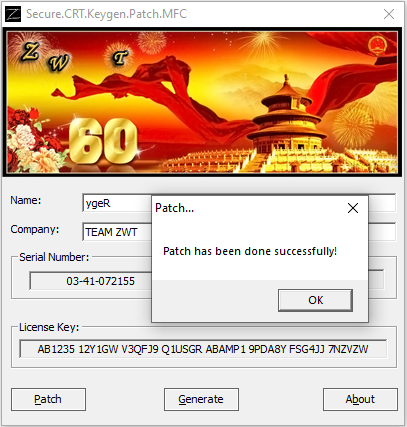 Secure.CRT.Keygen.Patch.MFC
Z W T
60
Name:
ygeR
Company:
TEAM ZWT
Patch...
Patch has been done successfully!
OK
Serial Number:
03-41-072155
License Key:
AB1235 12Y1GW V3QFJ9 Q1USGR ABAMP1 9PDA8Y FSG4JJ 7NZVZW
Patch
Generate
About